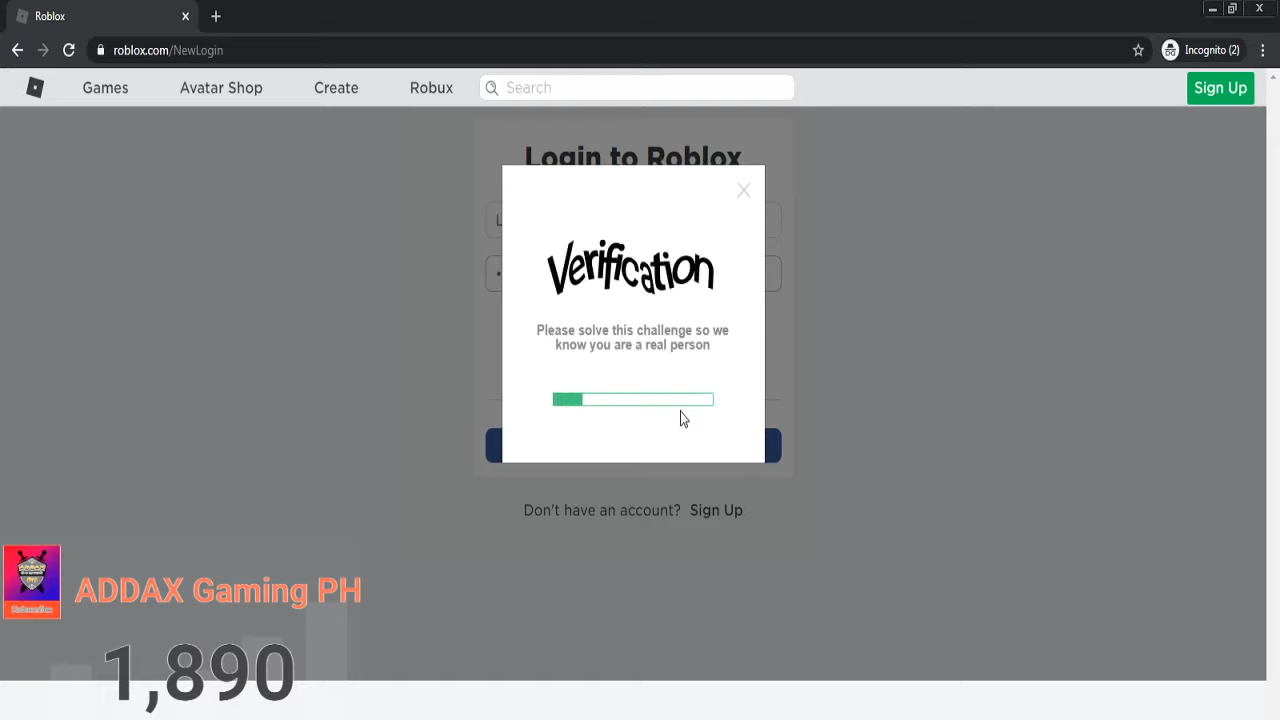 Roblox
roblox.com/NewLogin
Incognito (2)
Games
Avatar Shop
Create
Robux
Search
Sign Up
Login to Roblox
Verification
Please solve this challenge so we
know you are a real person
Don't have an account? Sign Up
ADDAX Gaming PH
1,890